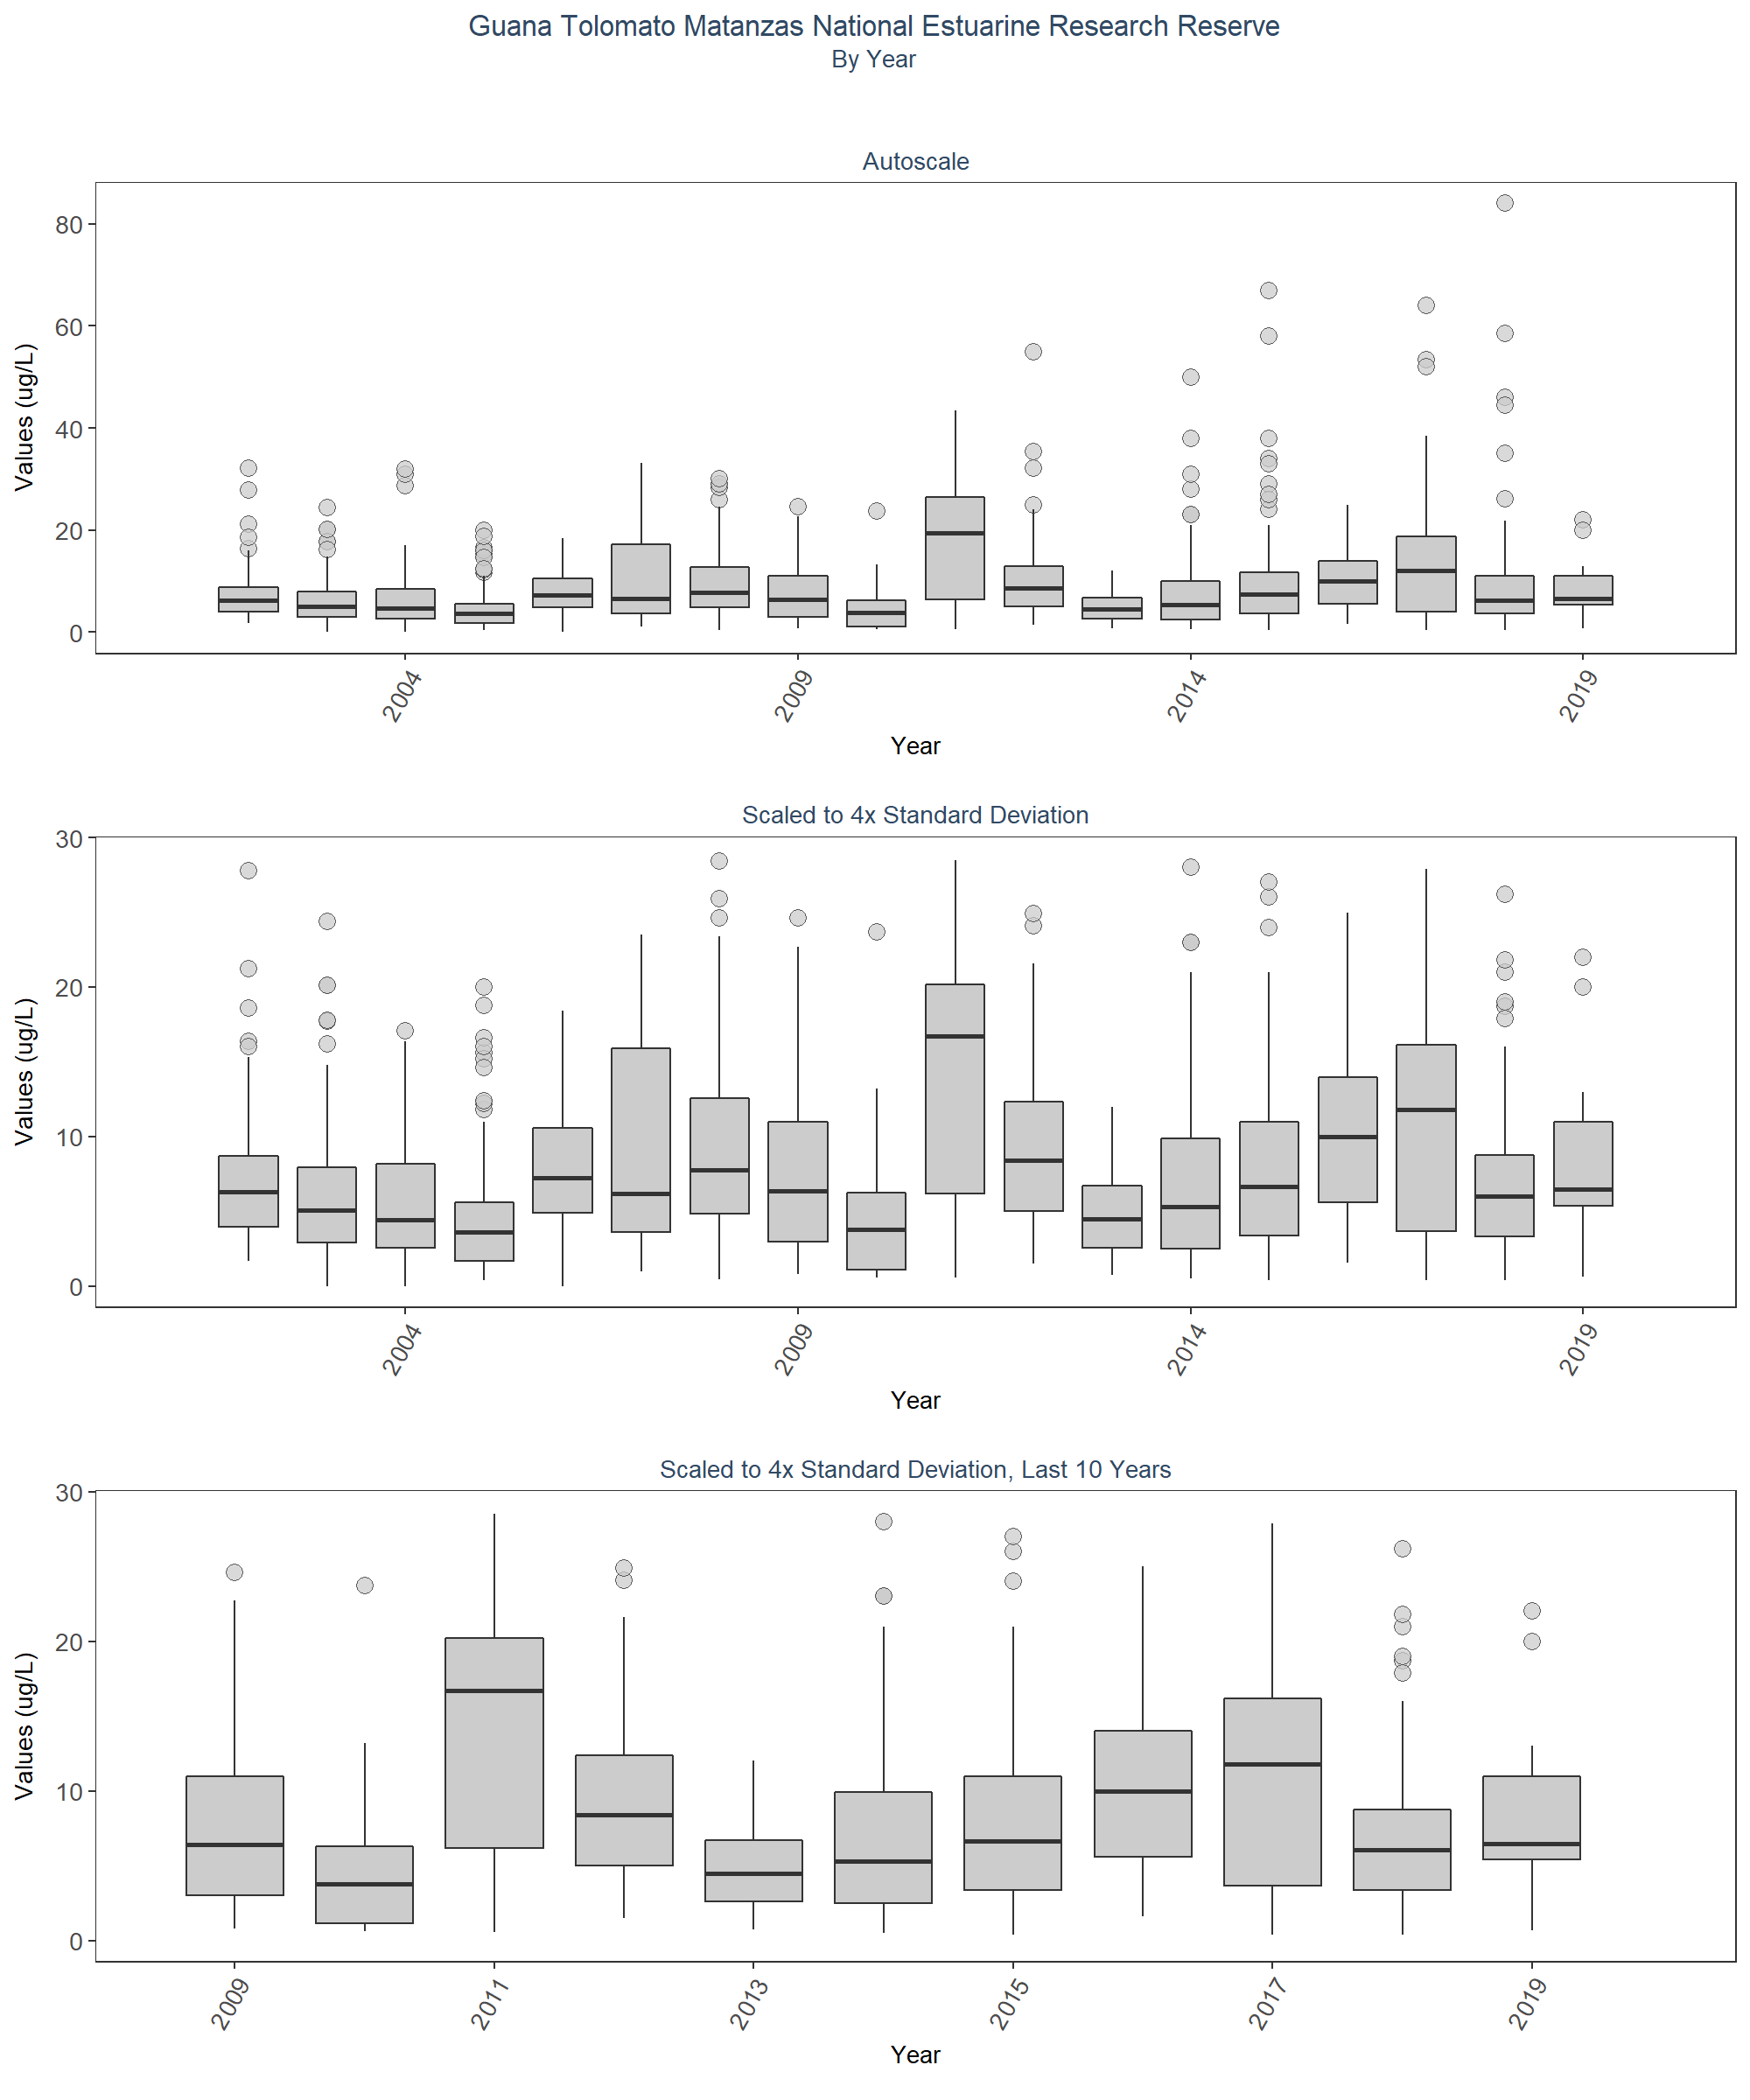 Guana Tolomato Matanzas National Estuarine Research Reserve
By Year
Autoscale
Values (ug/L)
80
60
40
20
0
2004
2009
2014
2019
Year
Scaled to 4x Standard Deviation
Values (ug/L)
30
20
10
0
2004
2009
2014
2019
Year
Scaled to 4x Standard Deviation, Last 10 Years
Values (ug/L)
30
20
10
0
2009
2011
2013
2015
2017
2019
Year